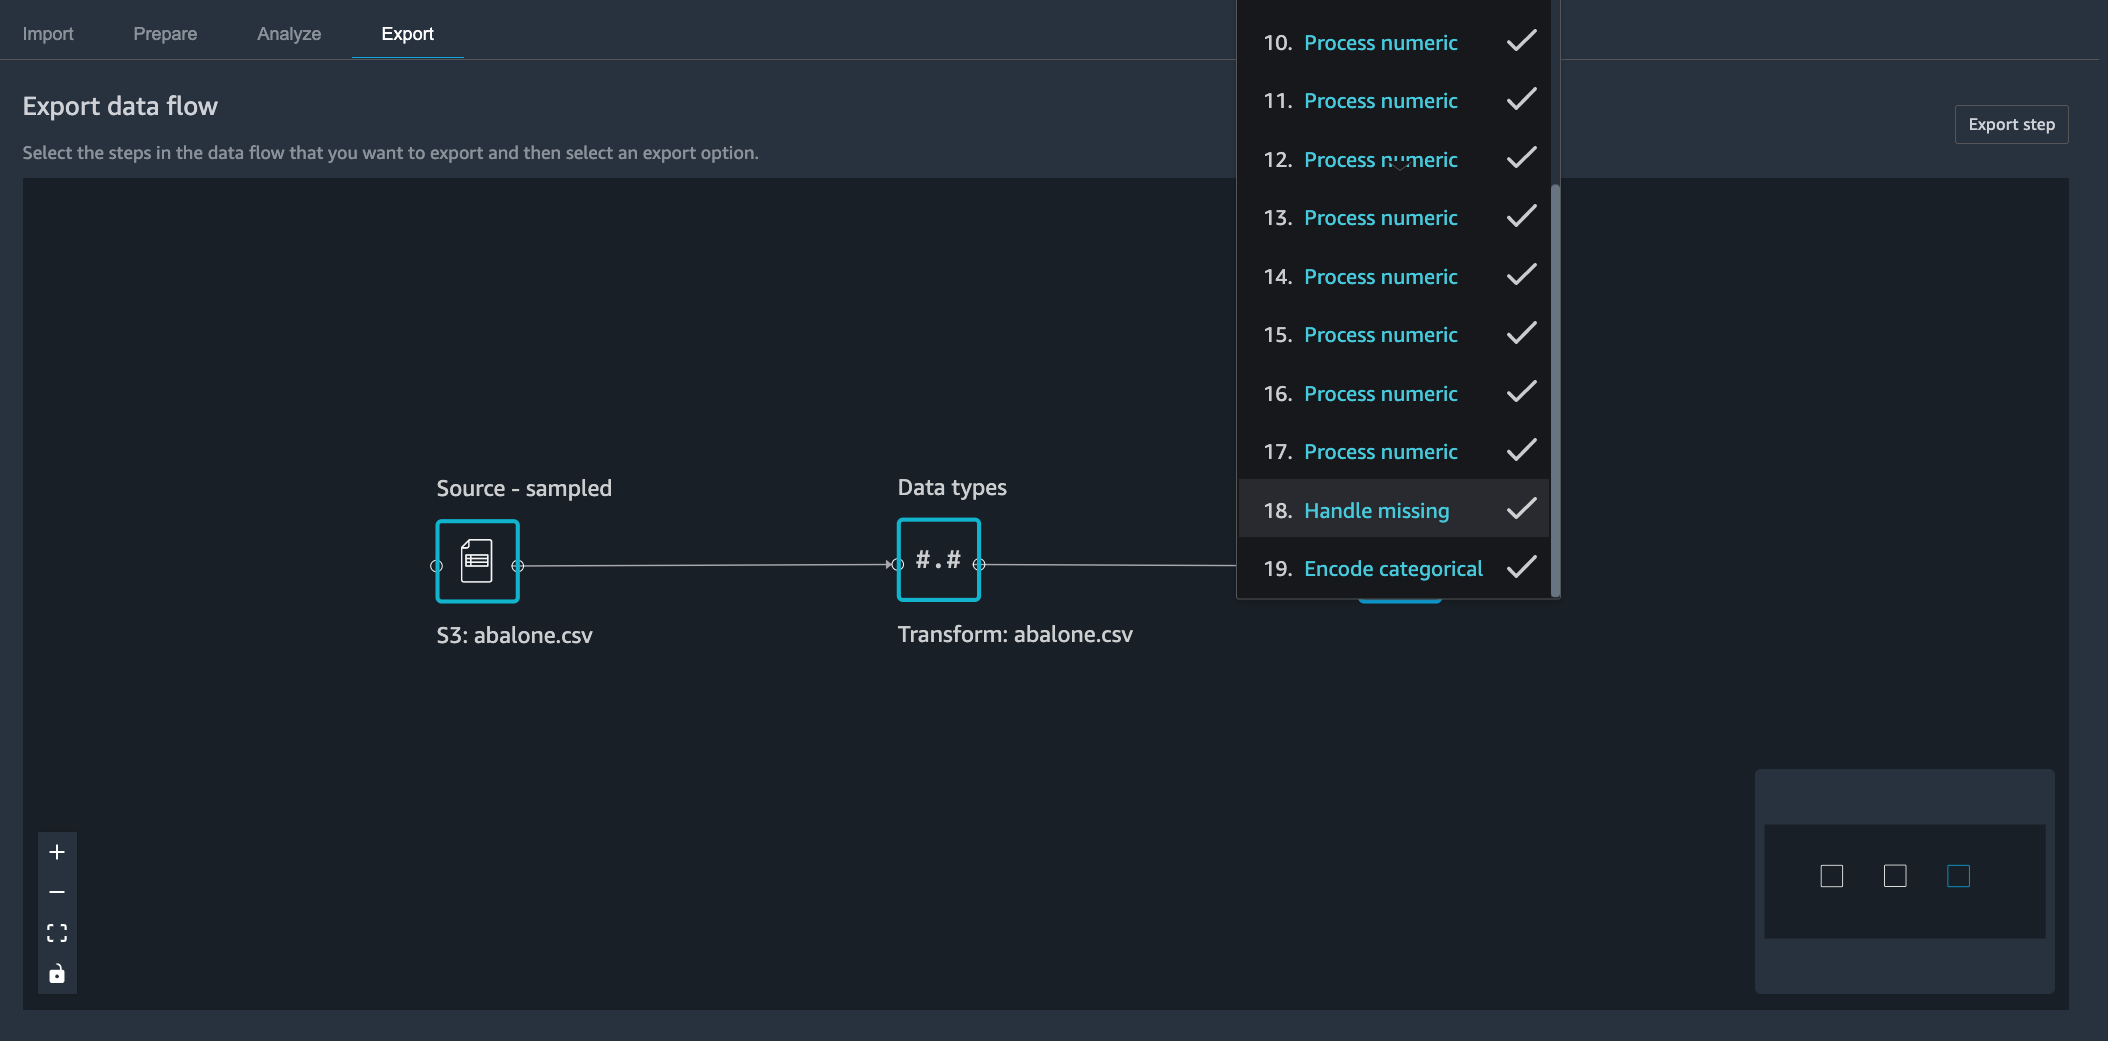 Import Prepare Analyze Export
Export data flow
Select the steps in the data flow that you want to export and then select an export option.
Export step
10. Process numeric
11. Process numeric
12. Process numeric
13. Process numeric
14. Process numeric
15. Process numeric
16. Process numeric
17. Process numeric
18. Handle missing
19. Encode categorical
Source - sampled
S3: abalone.csv
Data types
#.#
Transform: abalone.csv